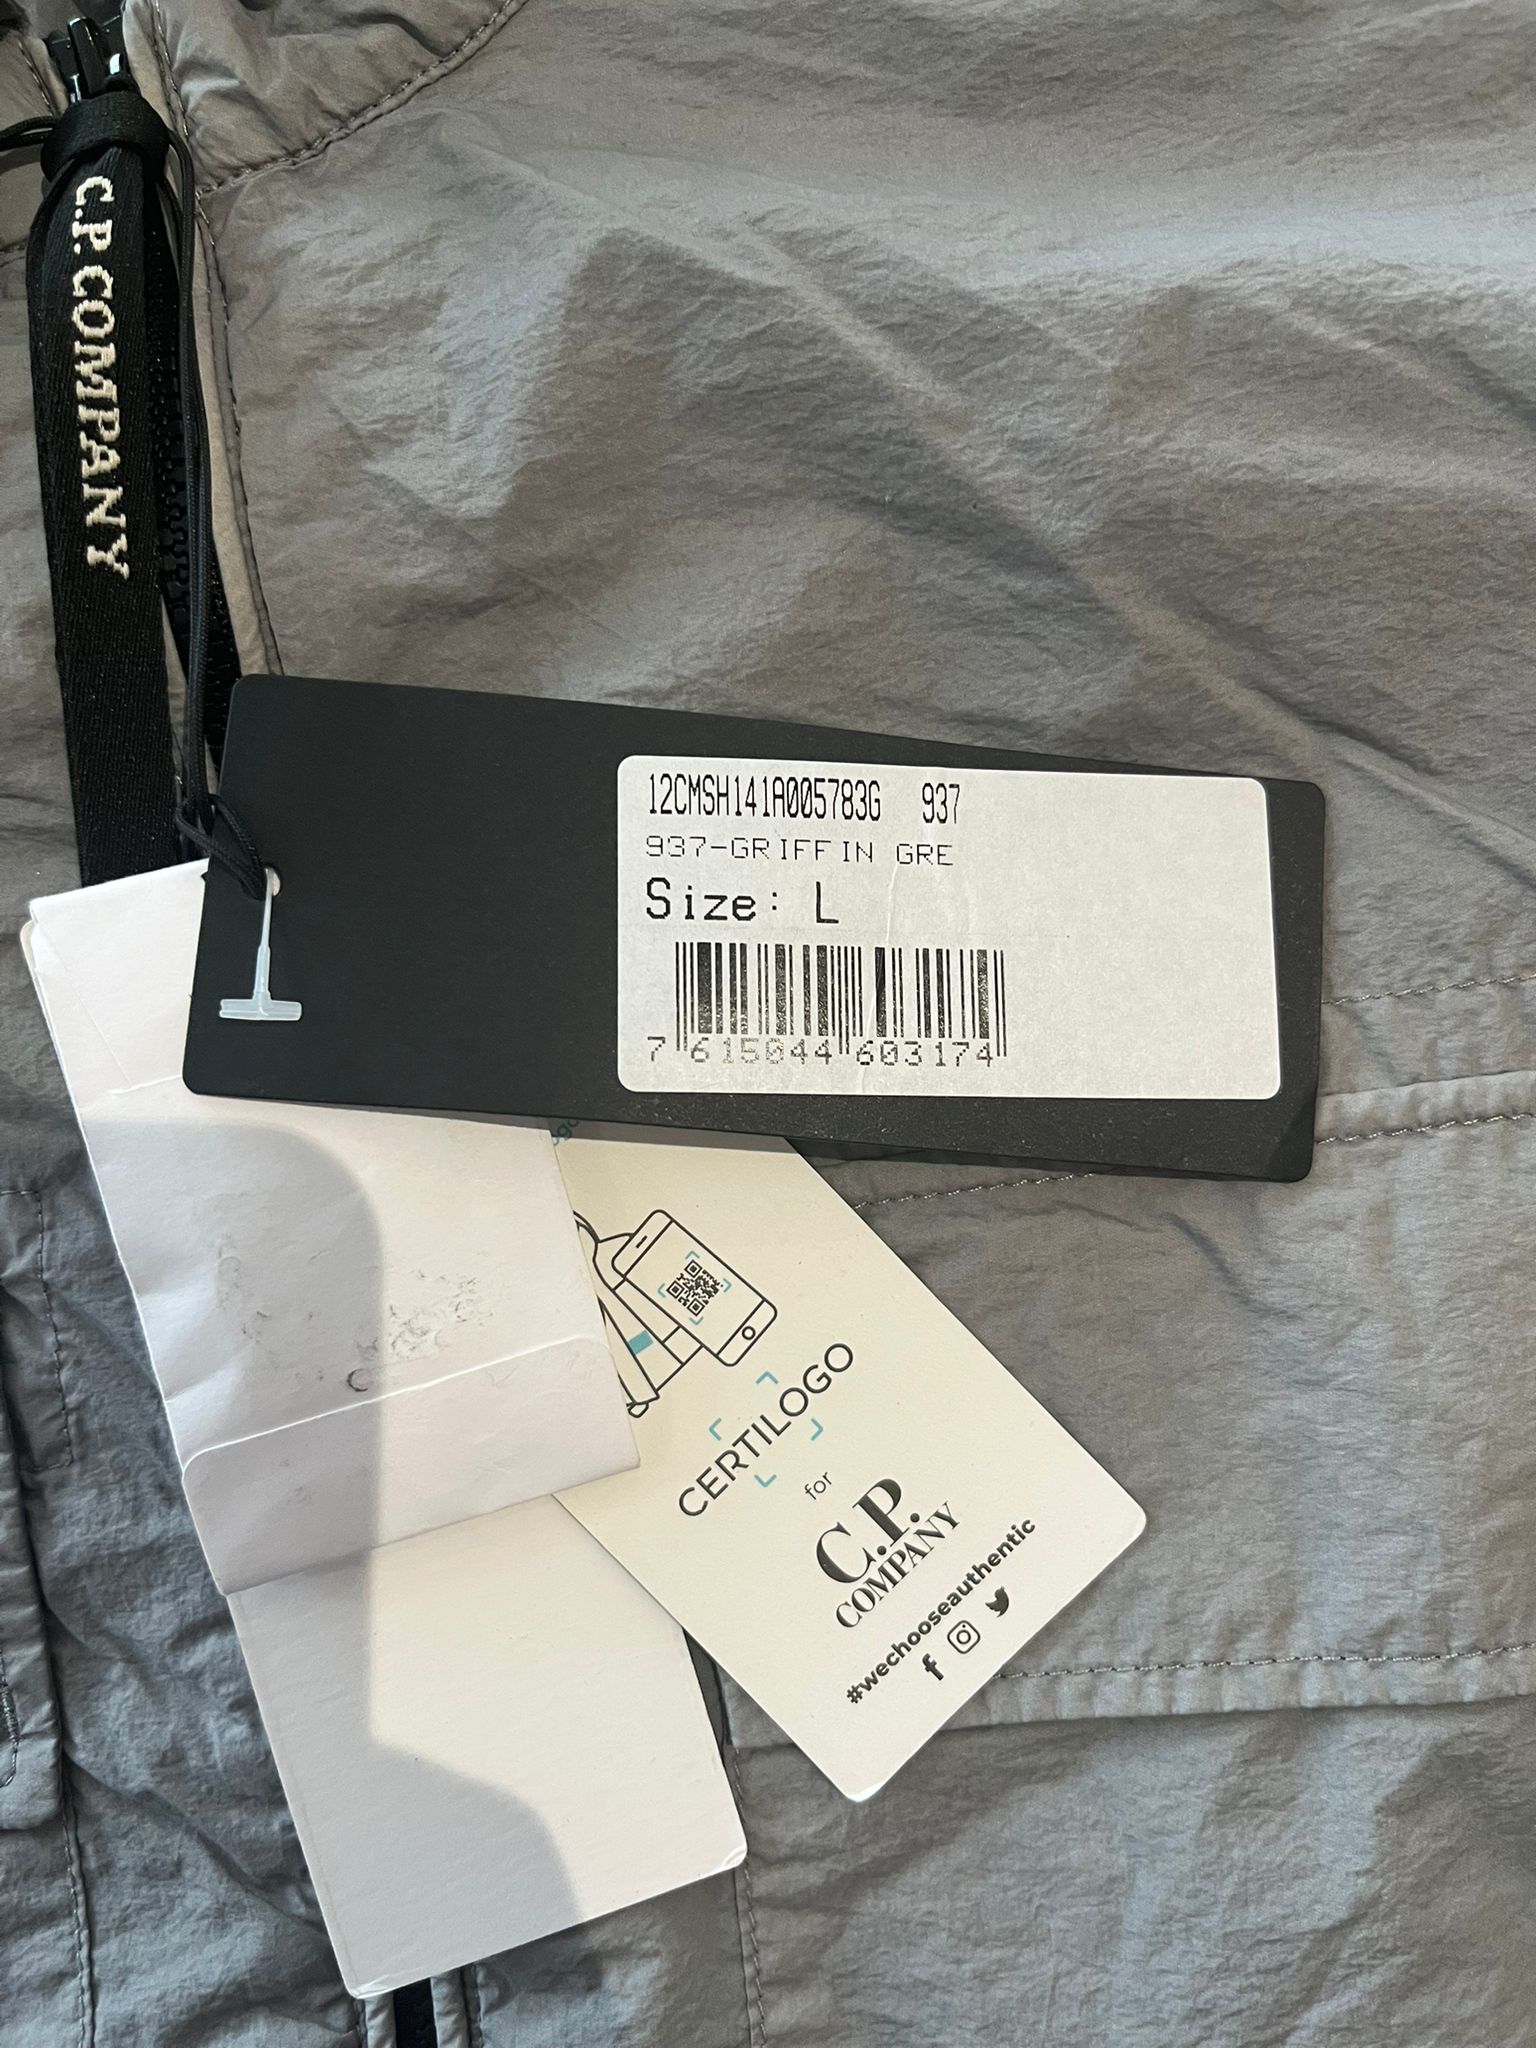 C.P. COMPANY
12CMSH141A005783G 937
937-GRIFFIN GRE
Size: L
7 615044 603174
CERTILOGO
for
C.P.
COMPANY
#wechooseauthentic